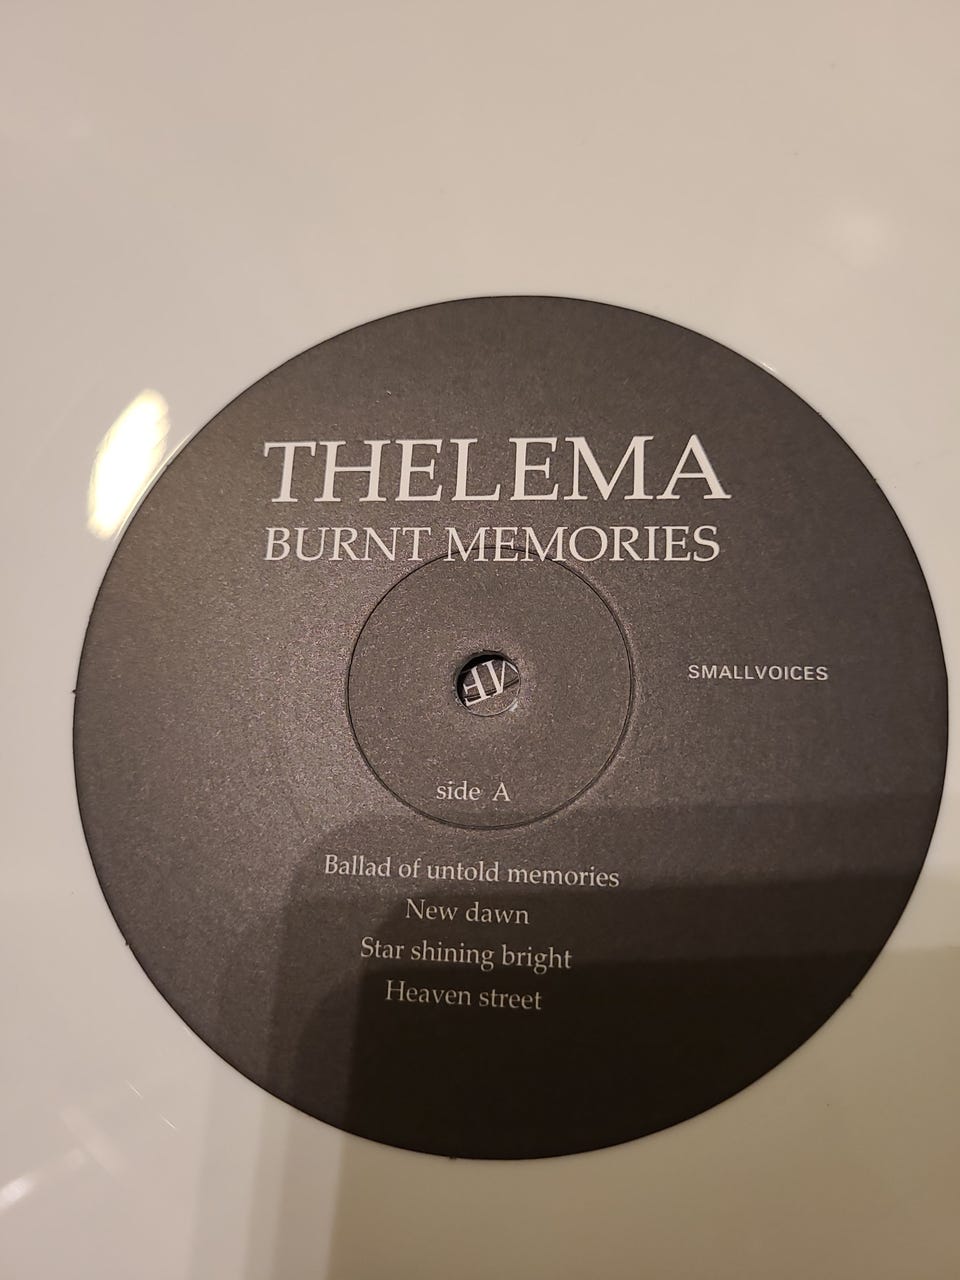 THELEMA
BURNT MEMORIES
SMALLVOICES
side A
Ballad of untold memories
New dawn
Star shining bright
Heaven street